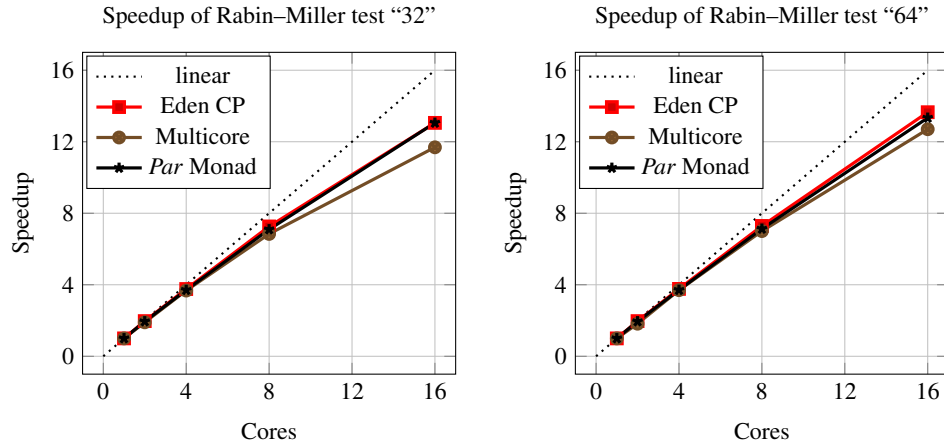 Speedup of Rabin–Miller test “32”
16
12
8
4
0
Speedup
linear
Eden CP
Multicore
Par Monad
0 4 8 12 16
Cores
Speedup of Rabin–Miller test “64”
16
12
8
4
0
Speedup
linear
Eden CP
Multicore
Par Monad
0 4 8 12 16
Cores